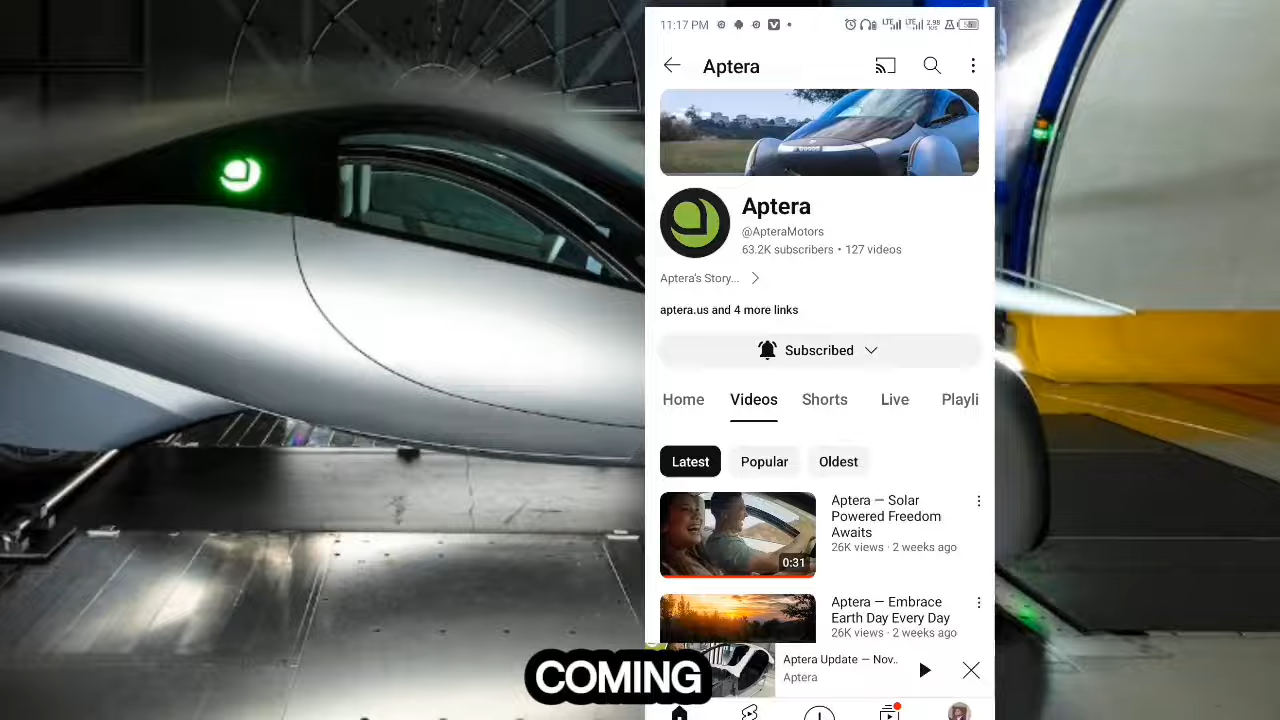 11:17 PM
Aptera
Aptera
@ApteraMotors
63.2K subscribers • 127 videos
Aptera's Story...
aptera.us and 4 more links
Subscribed
Home Videos Shorts Live Playli
Latest Popular Oldest
Aptera — Solar
Powered Freedom
Awaits
26K views · 2 weeks ago
0:31
Aptera — Embrace
Earth Day Every Day
26K views · 2 weeks ago
Aptera Update — Nov..
Aptera
COMING